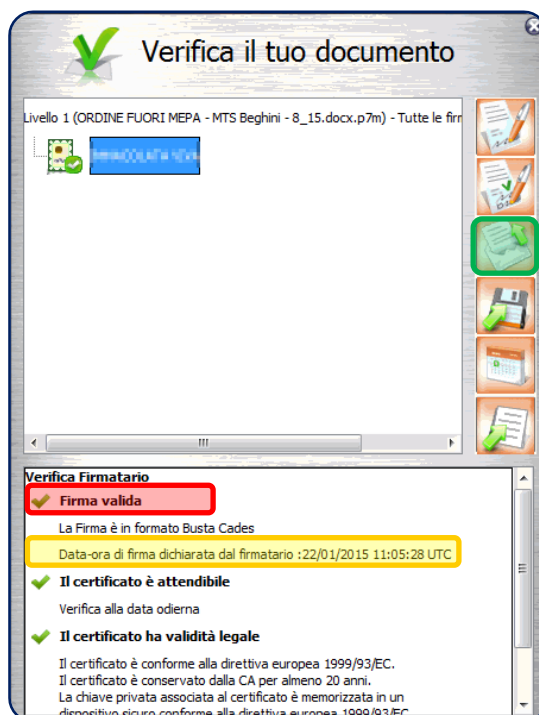 Verifica il tuo documento
Livello 1 (ORDINE FUORI MEPA - MTS Beghini - 8_15.docx.p7m) - Tutte le fir
Verifica Firmatario
Firma valida
La Firma è in formato Busta Cades
Data-ora di firma dichiarata dal firmatario :22/01/2015 11:05:28 UTC
Il certificato è attendibile
Verifica alla data odierna
Il certificato ha validità legale
Il certificato è conforme alla direttiva europea 1999/93/EC.
Il certificato è conservato dalla CA per almeno 20 anni.
La chiave privata associata al certificato è memorizzata in un
dispositivo sicuro conforme alla direttiva europea 1999/93/EC